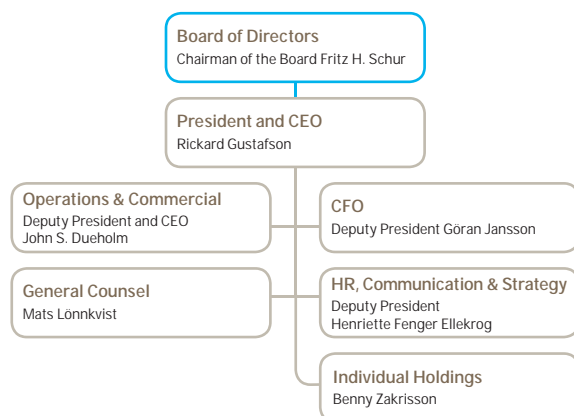 Board of Directors
Chairman of the Board Fritz H. Schur
President and CEO
Rickard Gustafson
Operations & Commercial
Deputy President and CEO
John S. Dueholm
CFO
Deputy President Göran Jansson
General Counsel
Mats Lönnkvist
HR, Communication & Strategy
Deputy President
Henriette Fenger Ellekrog
Individual Holdings
Benny Zakrisson